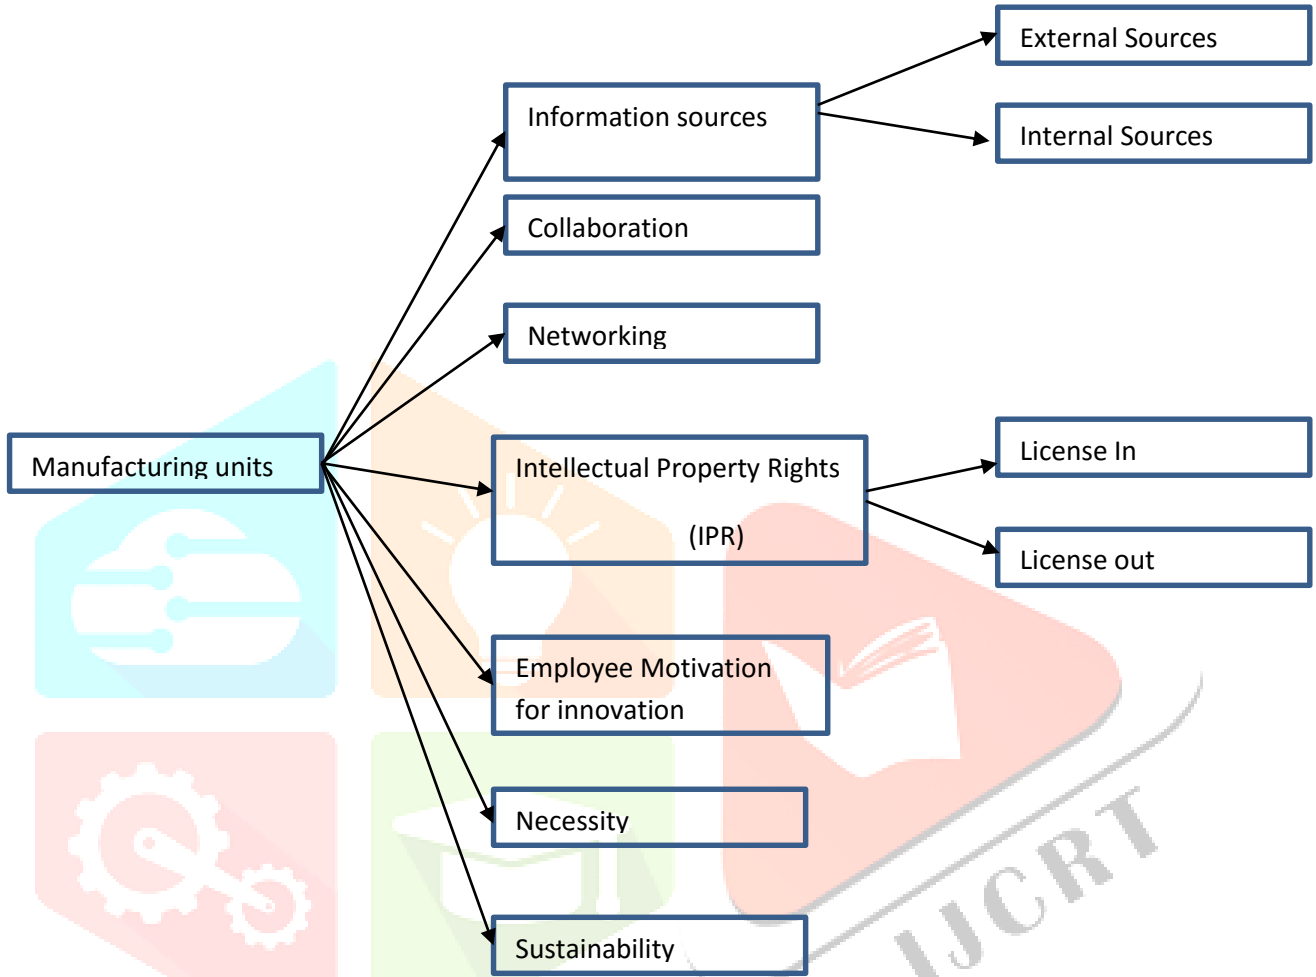 External Sources
Information sources
Internal Sources
Collaboration
Networking
Manufacturing units
Intellectual Property Rights
(IPR)
License In
License out
Employee Motivation
for innovation
Necessity
Sustainability
IJCRT